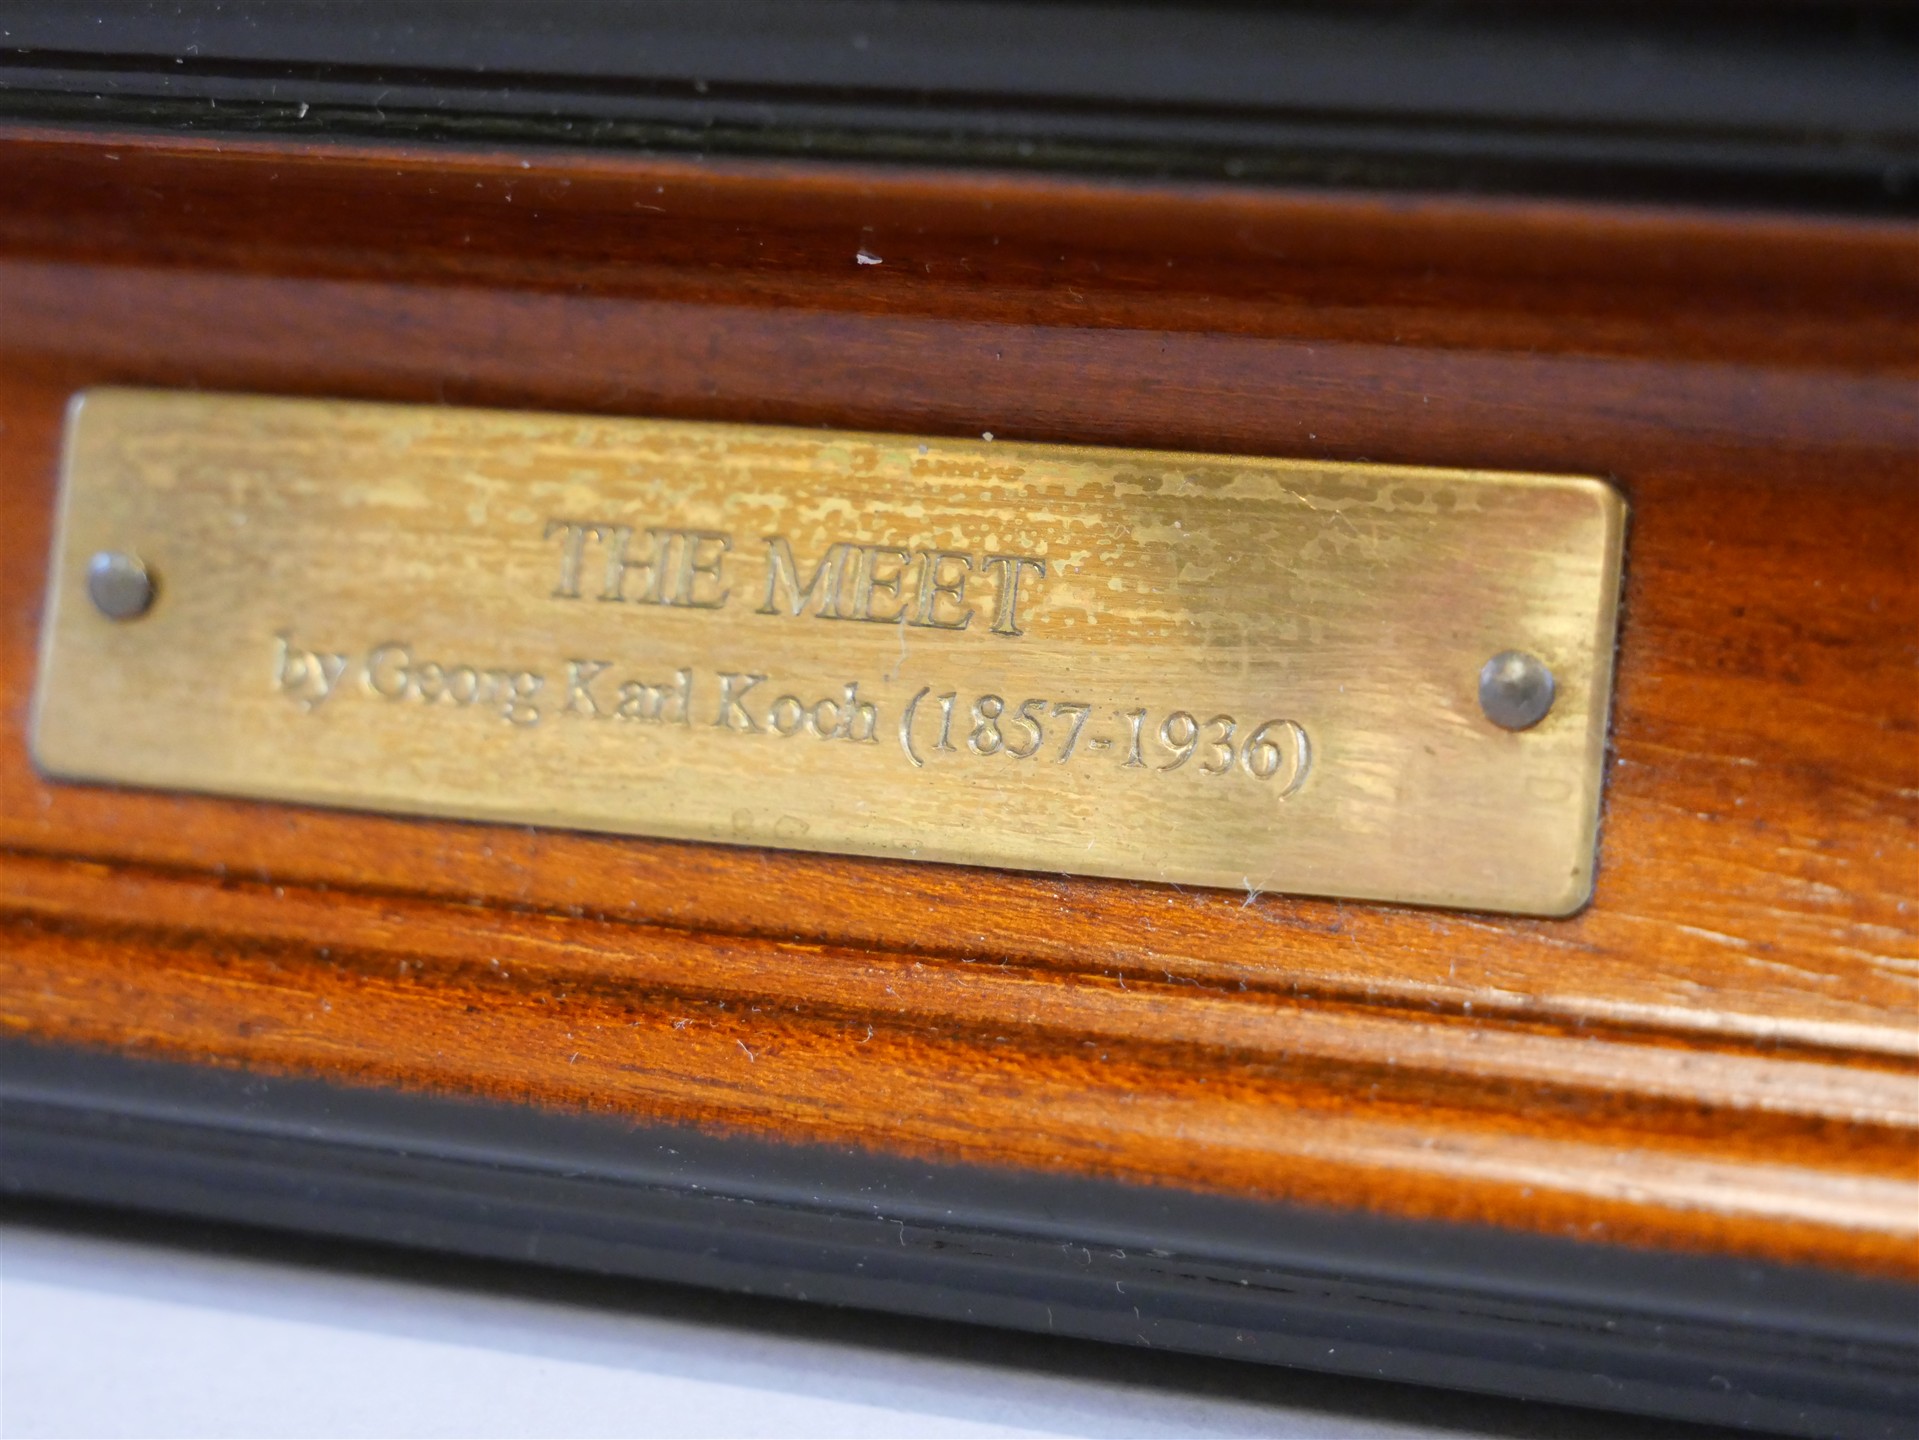 THE MEET
by Georg Karl Koch (1857-1936)